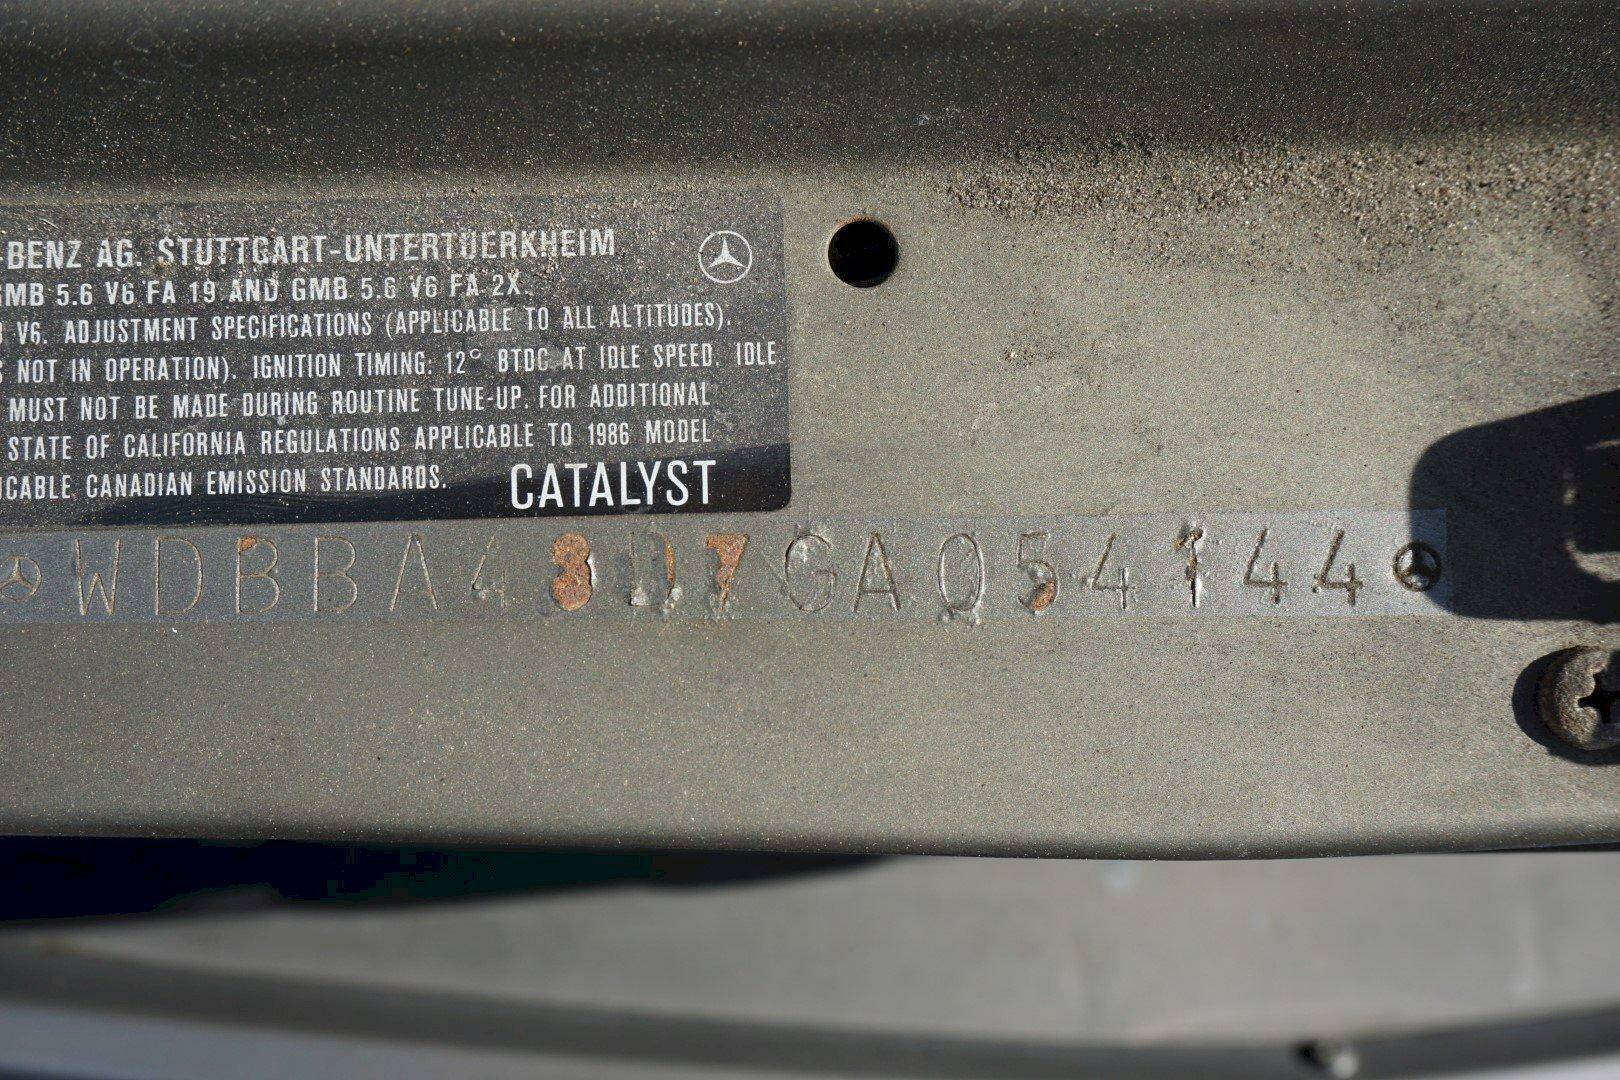 -BENZ AG. STUTTGART-UNTERTUERKHEIM
GMB 5.6 V6 FA 19 AND GMB 5.6 V6 FA 2X.
V6. ADJUSTMENT SPECIFICATIONS (APPLICABLE TO ALL ALTITUDES).
S NOT IN OPERATION). IGNITION TIMING: 12° BTDC AT IDLE SPEED. IDLE
MUST NOT BE MADE DURING ROUTINE TUNE-UP. FOR ADDITIONAL
STATE OF CALIFORNIA REGULATIONS APPLICABLE TO 1986 MODEL
ICABLE CANADIAN EMISSION STANDARDS. CATALYST
WDBBA48D7GA054144